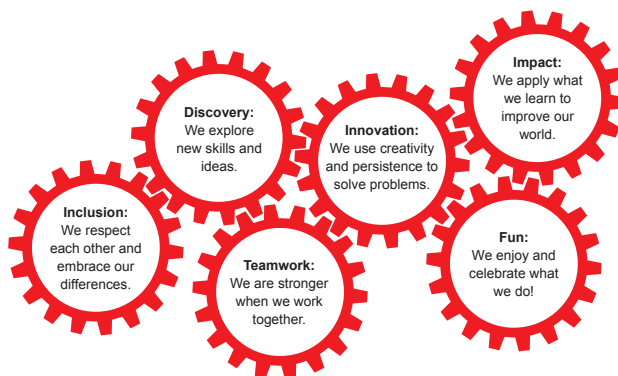 Impact:
We apply what
we learn to
improve our
world.
Discovery:
We explore
new skills and
ideas.
Innovation:
We use creativity
and persistence to
solve problems.
Inclusion:
We respect
each other and
embrace our
differences.
Teamwork:
We are stronger
when we work
together.
Fun:
We enjoy and
celebrate what
we do!